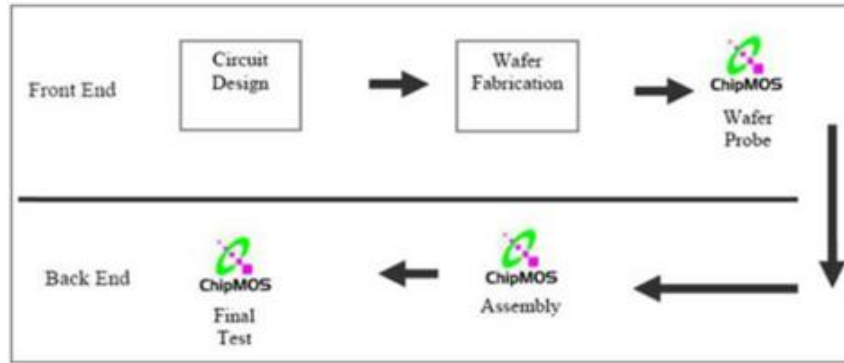 Front End
Circuit
Design
Wafer
Fabrication
ChipMOS
Wafer
Probe
Back End
ChipMOS
Final
Test
ChipMOS
Assembly